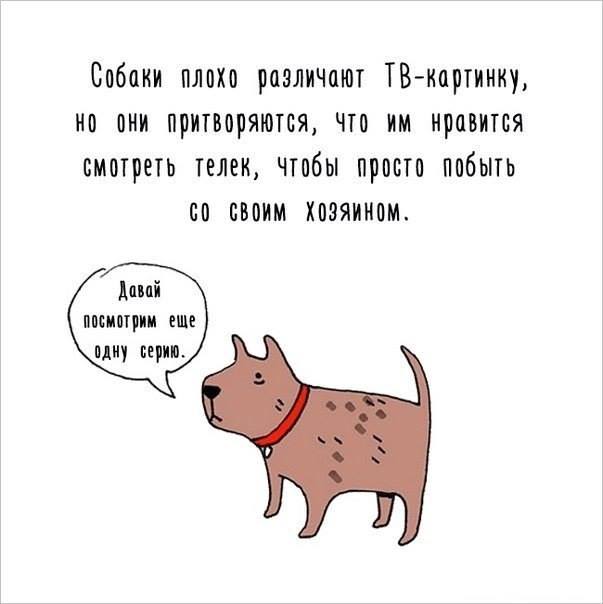 Собаки плохо различают ТВ-картинку,
но они притворяются, что им нравится
смотреть телек, чтобы просто побыть
со своим хозяином.
Давай
посмотрим еще
одну серию.